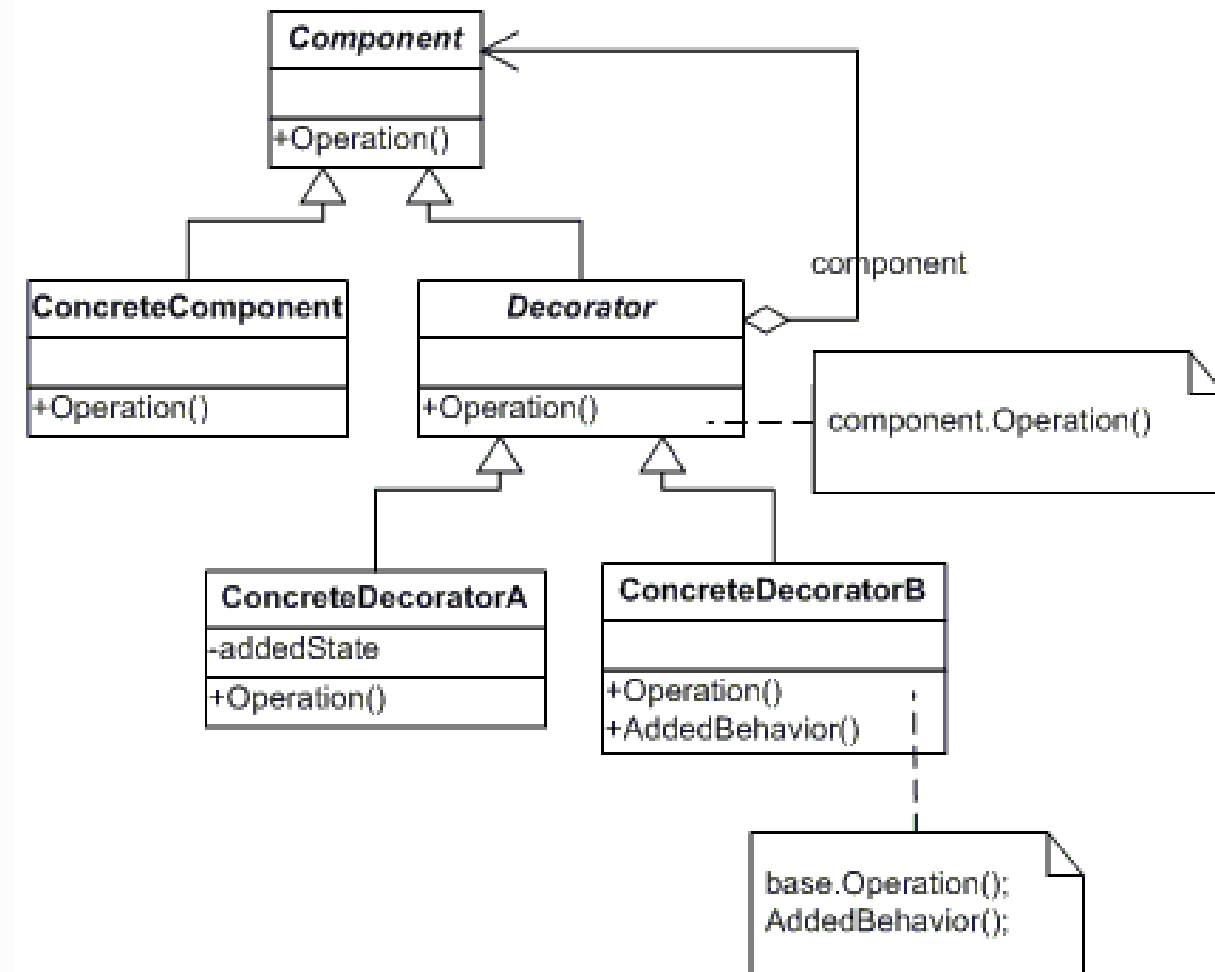 Component
+Operation()
component
ConcreteComponent
+Operation()
Decorator
+Operation()
component.Operation()
ConcreteDecoratorA
-addedState
+Operation()
ConcreteDecoratorB
+Operation()
+AddedBehavior()
base.Operation();
AddedBehavior();